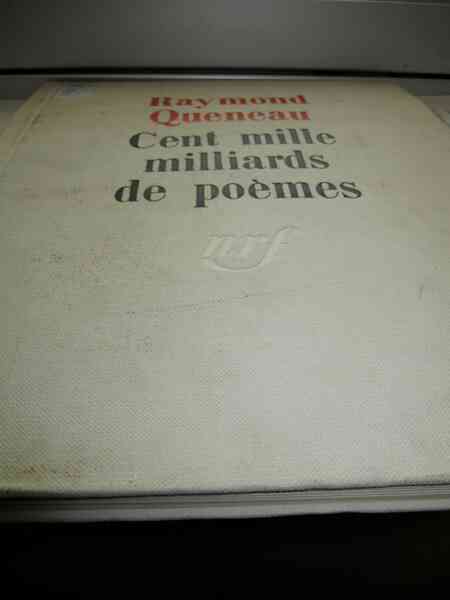 Raymond
Queneau
Cent mille
milliards
de poèmes
nrf